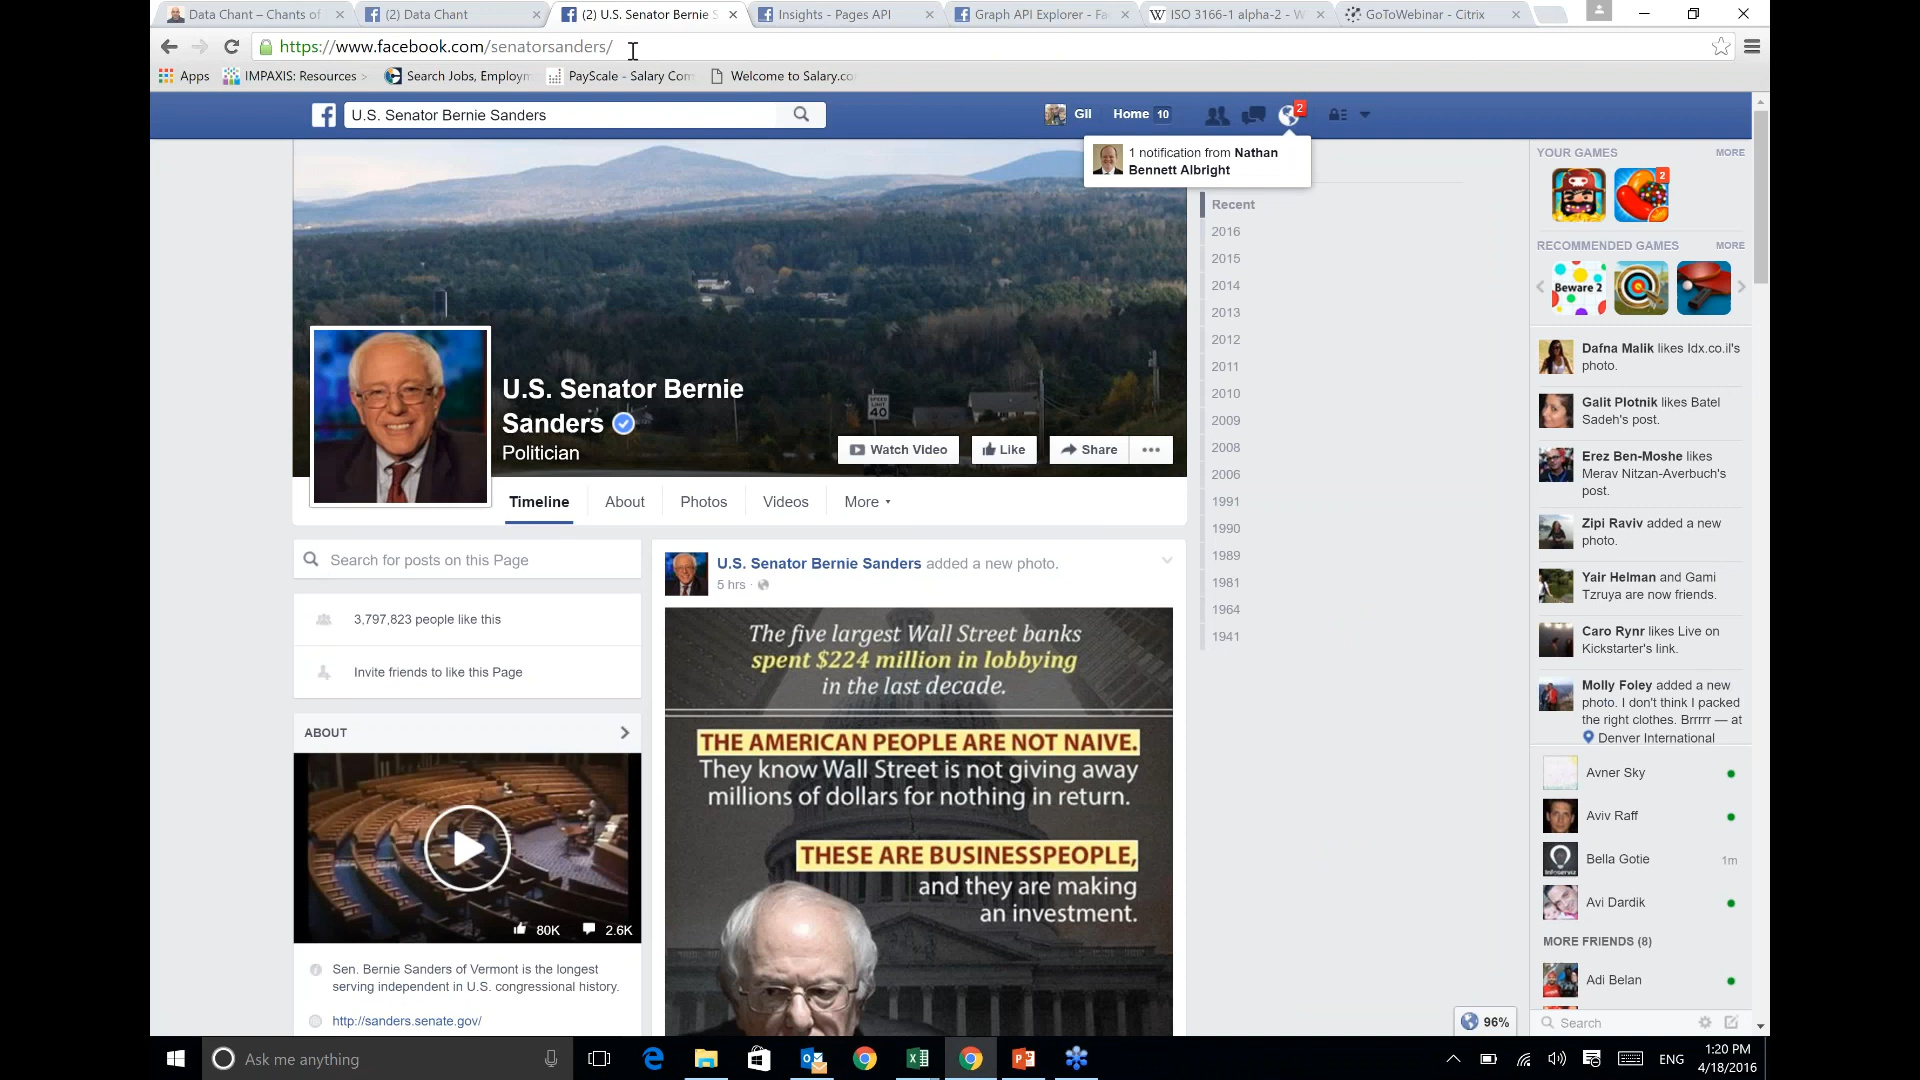 Data Chant – Chants of
(2) Data Chant
(2) U.S. Senator Bernie S
Insights - Pages API
Graph API Explorer - Fa
ISO 3166-1 alpha-2 - W
GoToWebinar - Citrix
https://www.facebook.com/senatorsanders/
Apps
IMPAXIS: Resources >
Search Jobs, Employm
PayScale - Salary Com
Welcome to Salary.co
U.S. Senator Bernie Sanders
Gil
Home 10
2
1 notification from Nathan
Bennett Albright
Recent
2016
2015
2014
2013
2012
2011
2010
2009
2008
2006
1991
1990
1989
1981
1964
1941
SPEED
LIMIT
40
U.S. Senator Bernie
Sanders
Politician
Watch Video
Like
Share
Timeline
About
Photos
Videos
More
Search for posts on this Page
3,797,823 people like this
Invite friends to like this Page
ABOUT
80K
2.6K
Sen. Bernie Sanders of Vermont is the longest
serving independent in U.S. congressional history.
http://sanders.senate.gov/
U.S. Senator Bernie Sanders added a new photo.
5 hrs ·
The five largest Wall Street banks
spent $224 million in lobbying
in the last decade.
THE AMERICAN PEOPLE ARE NOT NAIVE.
They know Wall Street is not giving away
millions of dollars for nothing in return.
THESE ARE BUSINESSPEOPLE,
and they are making
an investment.
YOUR GAMES
MORE
2
RECOMMENDED GAMES
MORE
Beware 2
Dafna Malik likes Idx.co.il's
photo.
Galit Plotnik likes Batel
Sadeh's post.
Erez Ben-Moshe likes
Merav Nitzan-Averbuch's
post.
Zipi Raviv added a new
photo.
Yair Helman and Gami
Tzruya are now friends.
Caro Rynr likes Live on
Kickstarter's link.
Molly Foley added a new
photo. I don't think I packed
the right clothes. Brrrrr — at
Denver International
Avner Sky
Aviv Raff
Bella Gotie
1m
Avi Dardik
MORE FRIENDS (8)
Adi Belan
Search
96%
Ask me anything
ENG
1:20 PM
4/18/2016